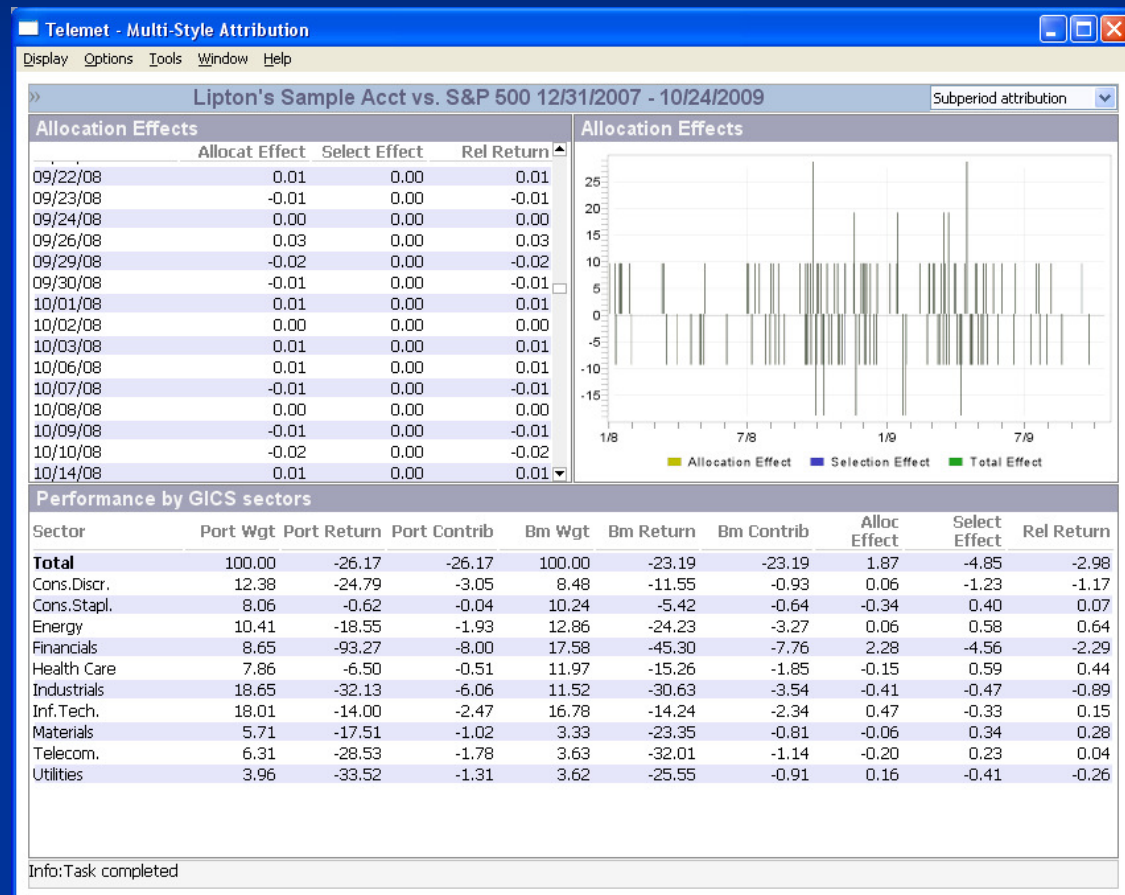 Telemet - Multi-Style Attribution
Display Options Tools Window Help
» Lipton's Sample Acct vs. S&P 500 12/31/2007 - 10/24/2009 Subperiod attribution
Allocation Effects
Allocat Effect Select Effect Rel Return
09/22/08 0.01 0.00 0.01
09/23/08 -0.01 0.00 -0.01
09/24/08 0.00 0.00 0.00
09/26/08 0.03 0.00 0.03
09/29/08 -0.02 0.00 -0.02
09/30/08 -0.01 0.00 -0.01
10/01/08 0.01 0.00 0.01
10/02/08 0.00 0.00 0.00
10/03/08 0.01 0.00 0.01
10/06/08 0.01 0.00 0.01
10/07/08 -0.01 0.00 -0.01
10/08/08 0.00 0.00 0.00
10/09/08 -0.01 0.00 -0.01
10/10/08 -0.02 0.00 -0.02
10/14/08 0.01 0.00 0.01
Allocation Effects
25
20
15
10
5
0
-5
-10
-15
1/8 7/8 1/9 7/9
Allocation Effect Selection Effect Total Effect
Performance by GICS sectors
Sector Port Wgt Port Return Port Contrib Bm Wgt Bm Return Bm Contrib Alloc Effect Select Effect Rel Return
Total 100.00 -26.17 -26.17 100.00 -23.19 -23.19 1.87 -4.85 -2.98
Cons.Discr. 12.38 -24.79 -3.05 8.48 -11.55 -0.93 0.06 -1.23 -1.17
Cons.Stapl. 8.06 -0.62 -0.04 10.24 -5.42 -0.64 -0.34 0.40 0.07
Energy 10.41 -18.55 -1.93 12.86 -24.23 -3.27 0.06 0.58 0.64
Financials 8.65 -93.27 -8.00 17.58 -45.30 -7.76 2.28 -4.56 -2.29
Health Care 7.86 -6.50 -0.51 11.97 -15.26 -1.85 -0.15 0.59 0.44
Industrials 18.65 -32.13 -6.06 11.52 -30.63 -3.54 -0.41 -0.47 -0.89
Inf.Tech. 18.01 -14.00 -2.47 16.78 -14.24 -2.34 0.47 -0.33 0.15
Materials 5.71 -17.51 -1.02 3.33 -23.35 -0.81 -0.06 0.34 0.28
Telecom. 6.31 -28.53 -1.78 3.63 -32.01 -1.14 -0.20 0.23 0.04
Utilities 3.96 -33.52 -1.31 3.62 -25.55 -0.91 0.16 -0.41 -0.26
Info:Task completed